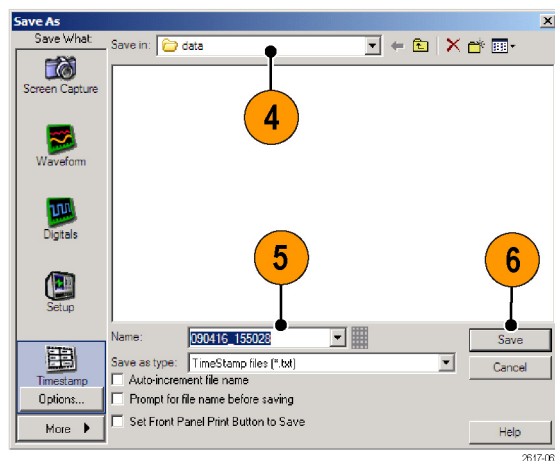 Save As
Save What:
Save in: data
Screen Capture
4
Waveform
Digitals
5
6
Setup
Name: 090416_155028
Save
Save as type: TimeStamp files (*.txt)
Cancel
Timestamp
Auto-increment file name
Options...
Prompt for file name before saving
Set Front Panel Print Button to Save
More
Help
2617-06